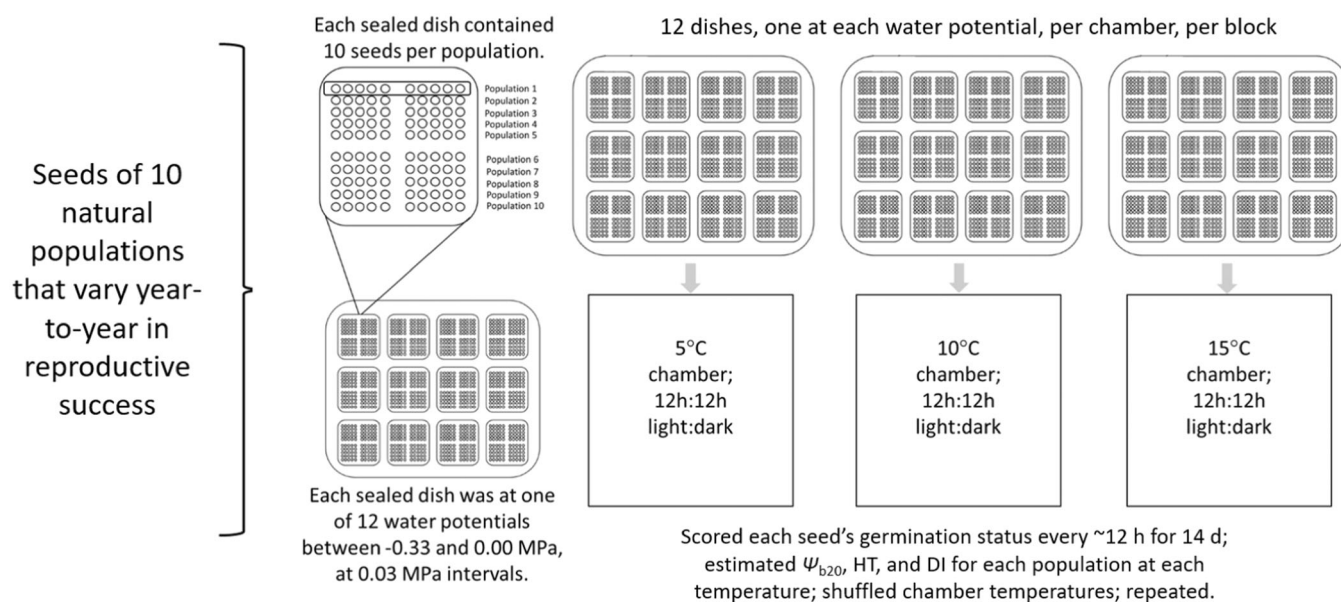 Seeds of 10
natural
populations
that vary year-
to-year in
reproductive
success
Each sealed dish contained
10 seeds per population.
Population 1
Population 2
Population 3
Population 4
Population 5
Population 6
Population 7
Population 8
Population 9
Population 10
Each sealed dish was at one
of 12 water potentials
between -0.33 and 0.00 MPa,
at 0.03 MPa intervals.
12 dishes, one at each water potential, per chamber, per block
5°C
chamber;
12h:12h
light:dark
10°C
chamber;
12h:12h
light:dark
15°C
chamber;
12h:12h
light:dark
Scored each seed's germination status every ~12 h for 14 d;
estimated Ψb20, HT, and DI for each population at each
temperature; shuffled chamber temperatures; repeated.